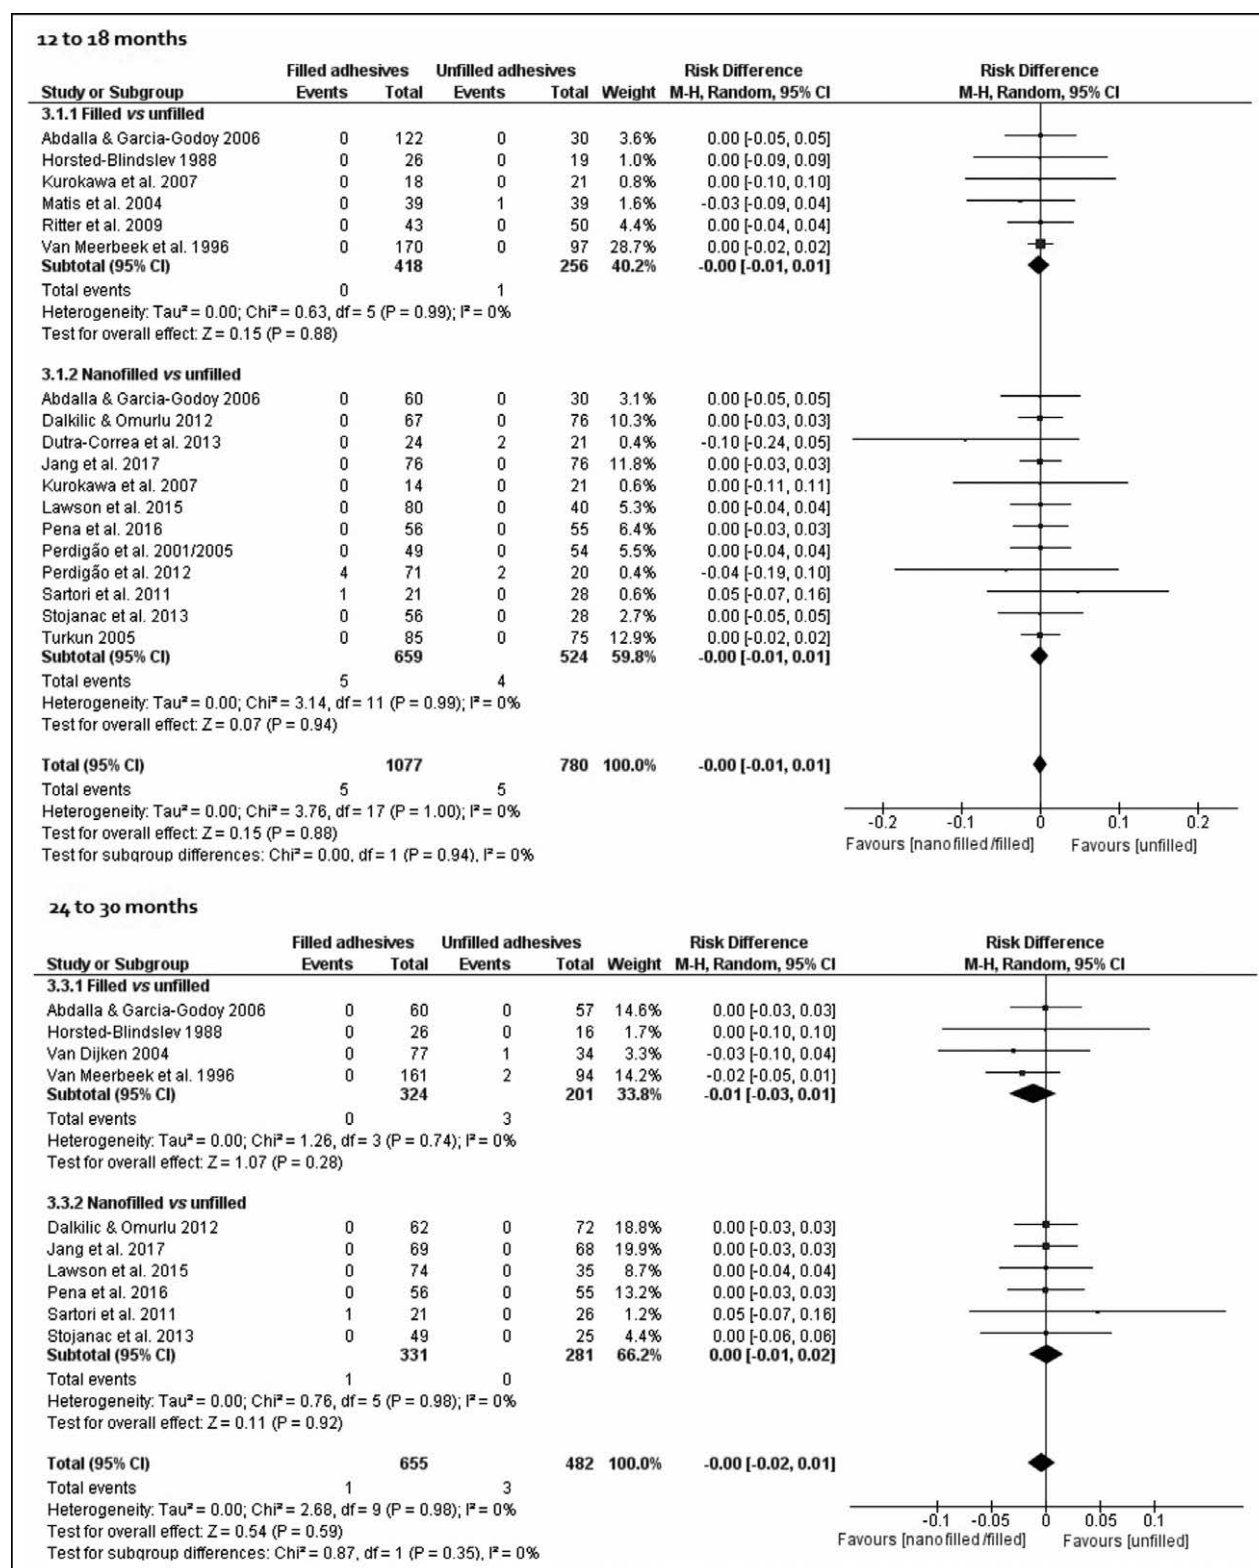 12 to 18 months
Filled adhesives Unfilled adhesives Risk Difference Risk Difference
Study or Subgroup Events Total Events Total Weight M-H, Random, 95% CI M-H, Random, 95% CI
3.1.1 Filled vs unfilled
Abdalla & Garcia-Godoy 2006 0 122 0 30 3.6% 0.00 [-0.05, 0.05]
Horsted-Blindslev 1988 0 26 0 19 1.0% 0.00 [-0.09, 0.09]
Kurokawa et al. 2007 0 18 0 21 0.8% 0.00 [-0.10, 0.10]
Matis et al. 2004 0 39 1 39 1.6% -0.03 [-0.09, 0.04]
Ritter et al. 2009 0 43 0 50 4.4% 0.00 [-0.04, 0.04]
Van Meerbeek et al. 1996 0 170 0 97 28.7% 0.00 [-0.02, 0.02]
Subtotal (95% CI) 418 256 40.2% -0.00 [-0.01, 0.01]
Total events 0 1
Heterogeneity: Tau² = 0.00; Chi² = 0.63, df = 5 (P = 0.99); I² = 0%
Test for overall effect: Z = 0.15 (P = 0.88)
3.1.2 Nanofilled vs unfilled
Abdalla & Garcia-Godoy 2006 0 60 0 30 3.1% 0.00 [-0.05, 0.05]
Dalkilic & Omurlu 2012 0 67 0 76 10.3% 0.00 [-0.03, 0.03]
Dutra-Correa et al. 2013 0 24 2 21 0.4% -0.10 [-0.24, 0.05]
Jang et al. 2017 0 76 0 76 11.8% 0.00 [-0.03, 0.03]
Kurokawa et al. 2007 0 14 0 21 0.6% 0.00 [-0.11, 0.11]
Lawson et al. 2015 0 80 0 40 5.3% 0.00 [-0.04, 0.04]
Pena et al. 2016 0 56 0 55 6.4% 0.00 [-0.03, 0.03]
Perdigão et al. 2001/2005 0 49 0 54 5.5% 0.00 [-0.04, 0.04]
Perdigão et al. 2012 4 71 2 20 0.4% -0.04 [-0.19, 0.10]
Sartori et al. 2011 1 21 0 28 0.6% 0.05 [-0.07, 0.16]
Stojanac et al. 2013 0 56 0 28 2.7% 0.00 [-0.05, 0.05]
Turkun 2005 0 85 0 75 12.9% 0.00 [-0.02, 0.02]
Subtotal (95% CI) 659 524 59.8% -0.00 [-0.01, 0.01]
Total events 5 4
Heterogeneity: Tau² = 0.00; Chi² = 3.14, df = 11 (P = 0.99); I² = 0%
Test for overall effect: Z = 0.07 (P = 0.94)
Total (95% CI) 1077 780 100.0% -0.00 [-0.01, 0.01]
Total events 5 5
Heterogeneity: Tau² = 0.00; Chi² = 3.76, df = 17 (P = 1.00); I² = 0%
Test for overall effect: Z = 0.15 (P = 0.88)
Test for subgroup differences: Chi² = 0.00, df = 1 (P = 0.94), I² = 0%
-0.2 -0.1 0 0.1 0.2
Favours [nanofilled/filled] Favours [unfilled]
24 to 30 months
Filled adhesives Unfilled adhesives Risk Difference Risk Difference
Study or Subgroup Events Total Events Total Weight M-H, Random, 95% CI M-H, Random, 95% CI
3.3.1 Filled vs unfilled
Abdalla & Garcia-Godoy 2006 0 60 0 57 14.6% 0.00 [-0.03, 0.03]
Horsted-Blindslev 1988 0 26 0 16 1.7% 0.00 [-0.10, 0.10]
Van Dijken 2004 0 77 1 34 3.3% -0.03 [-0.10, 0.04]
Van Meerbeek et al. 1996 0 161 2 94 14.2% -0.02 [-0.05, 0.01]
Subtotal (95% CI) 324 201 33.8% -0.01 [-0.03, 0.01]
Total events 0 3
Heterogeneity: Tau² = 0.00; Chi² = 1.26, df = 3 (P = 0.74); I² = 0%
Test for overall effect: Z = 1.07 (P = 0.28)
3.3.2 Nanofilled vs unfilled
Dalkilic & Omurlu 2012 0 62 0 72 18.8% 0.00 [-0.03, 0.03]
Jang et al. 2017 0 69 0 68 19.9% 0.00 [-0.03, 0.03]
Lawson et al. 2015 0 74 0 35 8.7% 0.00 [-0.04, 0.04]
Pena et al. 2016 0 56 0 55 13.2% 0.00 [-0.03, 0.03]
Sartori et al. 2011 1 21 0 26 1.2% 0.05 [-0.07, 0.16]
Stojanac et al. 2013 0 49 0 25 4.4% 0.00 [-0.06, 0.06]
Subtotal (95% CI) 331 281 66.2% 0.00 [-0.01, 0.02]
Total events 1 0
Heterogeneity: Tau² = 0.00; Chi² = 0.76, df = 5 (P = 0.98); I² = 0%
Test for overall effect: Z = 0.11 (P = 0.92)
Total (95% CI) 655 482 100.0% -0.00 [-0.02, 0.01]
Total events 1 3
Heterogeneity: Tau² = 0.00; Chi² = 2.68, df = 9 (P = 0.98); I² = 0%
Test for overall effect: Z = 0.54 (P = 0.59)
Test for subgroup differences: Chi² = 0.87, df = 1 (P = 0.35), I² = 0%
-0.1 -0.05 0 0.05 0.1
Favours [nanofilled/filled] Favours [unfilled]